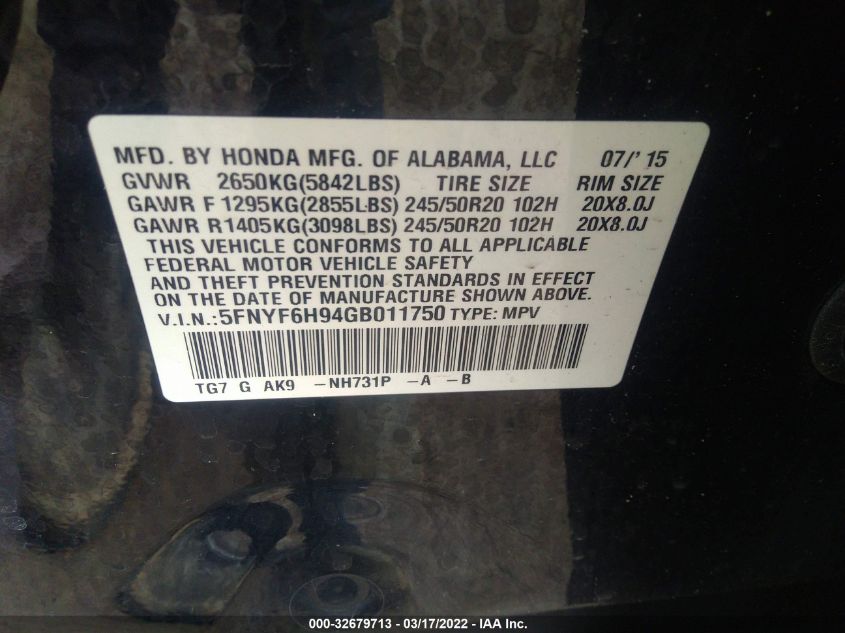 MFD. BY HONDA MFG. OF ALABAMA, LLC 07/'15
GVWR 2650KG(5842LBS) TIRE SIZE RIM SIZE
GAWR F 1295KG(2855LBS) 245/50R20 102H 20X8.0J
GAWR R1405KG(3098LBS) 245/50R20 102H 20X8.0J
THIS VEHICLE CONFORMS TO ALL APPLICABLE
FEDERAL MOTOR VEHICLE SAFETY
AND THEFT PREVENTION STANDARDS IN EFFECT
ON THE DATE OF MANUFACTURE SHOWN ABOVE.
V.I.N.:5FNYF6H94GB011750 TYPE: MPV
TG7 G AK9 -NH731P -A -B
000-32679713 - 03/17/2022 - IAA Inc.